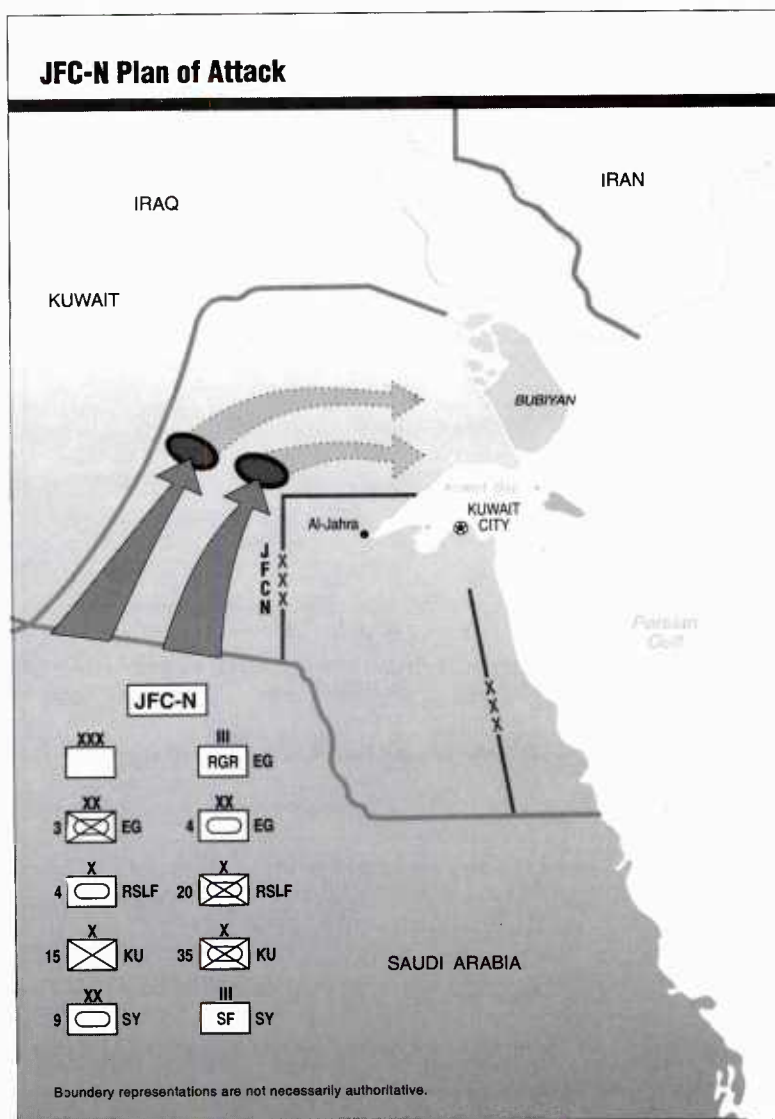 JFC-N Plan of Attack
IRAN
IRAQ
KUWAIT
BUBIYAN
KUWAIT
CITY
Al-Jahra
J
F
C
N
X
X
X
Persian
Gulf
X
X
X
JFC-N
XXX
III
RGR EG
XX
3 EG
XX
4 EG
X
4 RSLF
X
20 RSLF
X
15 KU
X
35 KU
XX
9 SY
III
SF SY
SAUDI ARABIA
Boundery representations are not necessarily authoritative.